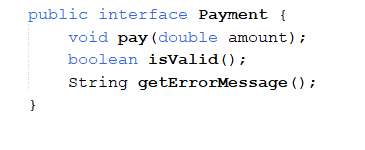 public interface Payment {
    void pay(double amount);
    boolean isValid();
    String getErrorMessage();
}